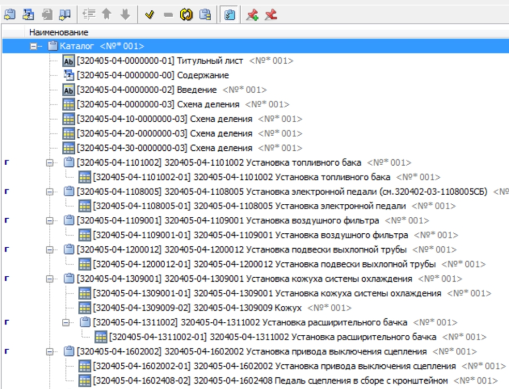 Наименование
Каталог <№* 001>
Ab [320405-04-0000000-01] Титульный лист <№* 001>
[320405-04-0000000-00] Содержание
Ab [320405-04-0000000-02] Введение <№* 001>
[320405-04-0000000-03] Схема деления <№* 001>
[320405-04-10-0000000-03] Схема деления <№* 001>
[320405-04-20-0000000-03] Схема деления <№* 001>
[320405-04-30-0000000-03] Схема деления <№* 001>
г [320405-04-1101002] 320405-04-1101002 Установка топливного бака <№* 001>
[320405-04-1101002-01] 320405-04-1101002 Установка топливного бака <№* 001>
г [320405-04-1108005] 320405-04-1108005 Установка электронной педали (см.320402-03-1108005СБ) <№
[320405-04-1108005-01] 320405-04-1108005 Установка электронной педали <№* 001>
г [320405-04-1109001] 320405-04-1109001 Установка воздушного фильтра <№* 001>
[320405-04-1109001-01] 320405-04-1109001 Установка воздушного фильтра <№* 001>
г [320405-04-1200012] 320405-04-1200012 Установка подвески выхлопной трубы <№* 001>
[320405-04-1200012-01] 320405-04-1200012 Установка подвески выхлопной трубы <№* 001>
г [320405-04-1309001] 320405-04-1309001 Установка кожуха системы охлаждения <№* 001>
[320405-04-1309001-01] 320405-04-1309001 Установка кожуха системы охлаждения <№* 001>
[320405-04-1309009-02] 320405-04-1309009 Кожух <№* 001>
г [320405-04-1311002] 320405-04-1311002 Установка расширительного бачка <№* 001>
[320405-04-1311002-01] 320405-04-1311002 Установка расширительного бачка <№* 001>
г [320405-04-1602002] 320405-04-1602002 Установка привода выключения сцепления <№* 001>
[320405-04-1602002-01] 320405-04-1602002 Установка привода выключения сцепления <№* 001>
[320405-04-1602408-02] 320405-04-1602408 Педаль сцепления в сборе с кронштейном <№* 001>